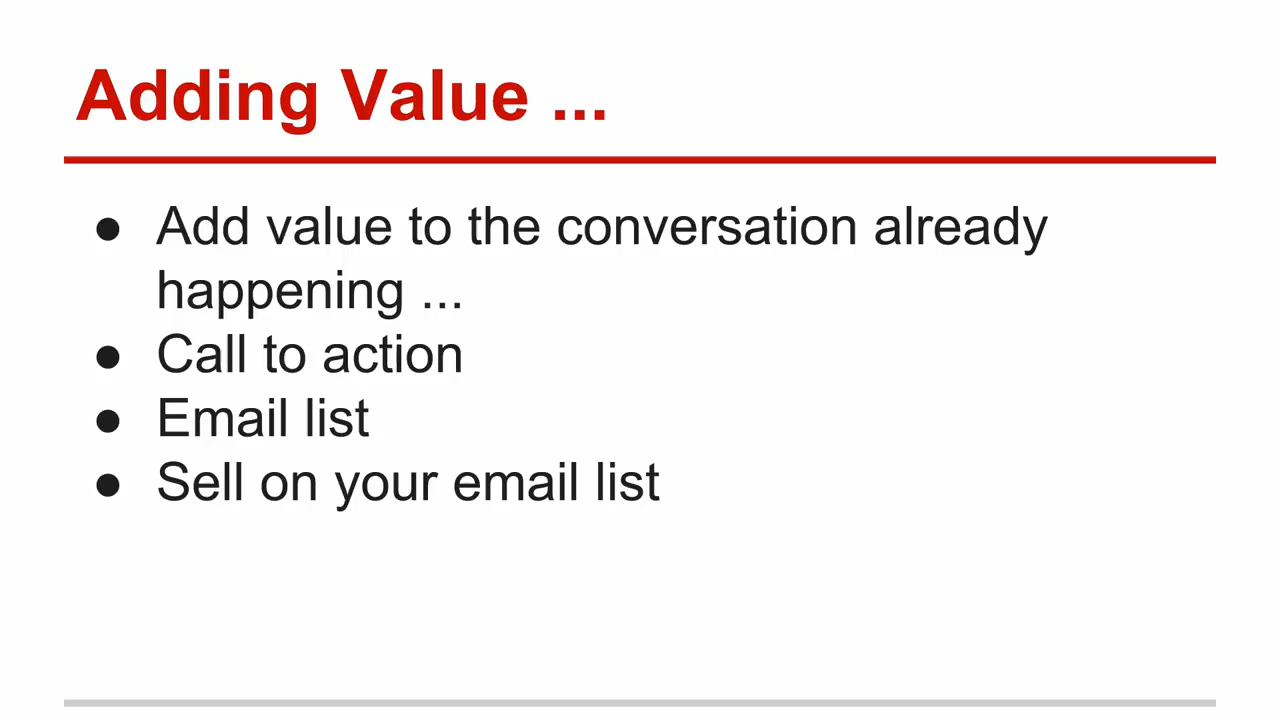 Adding Value ...
● Add value to the conversation already
happening ...
● Call to action
● Email list
● Sell on your email list